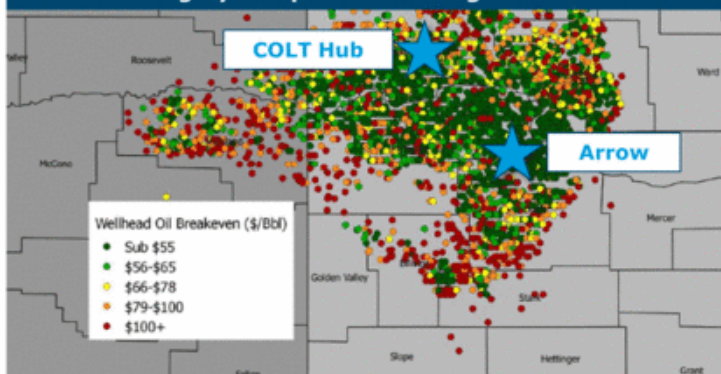 COLT Hub
Roosevelt
Ward
Arrow
McCone
Mercer
Wellhead Oil Breakeven ($/Bbl)
Sub $55
$56-$65
$66-$78
$79-$100
$100+
Golden Valley
Stark
Slope
Hettinger
Grant